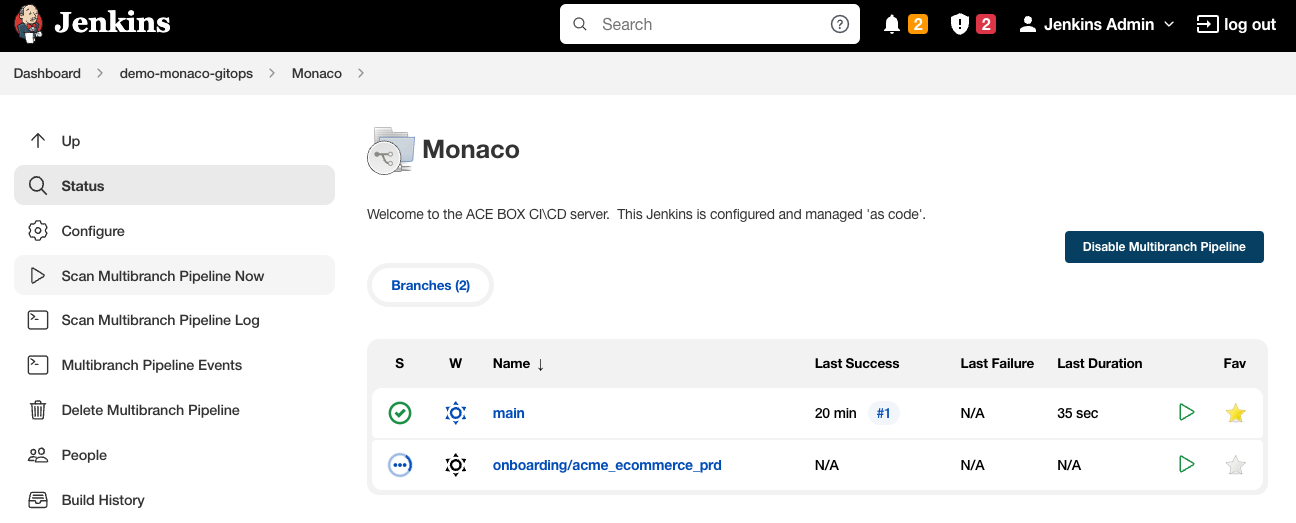 Jenkins
Search
2
2
Jenkins Admin
log out
Dashboard
demo-monaco-gitops
Monaco
Up
Status
Configure
Scan Multibranch Pipeline Now
Scan Multibranch Pipeline Log
Multibranch Pipeline Events
Delete Multibranch Pipeline
People
Build History
Monaco
Welcome to the ACE BOX CI\CD server.  This Jenkins is configured and managed 'as code'.
Disable Multibranch Pipeline
Branches (2)
S W Name ↓ Last Success Last Failure Last Duration Fav
main 20 min #1 N/A 35 sec
onboarding/acme_ecommerce_prd N/A N/A N/A